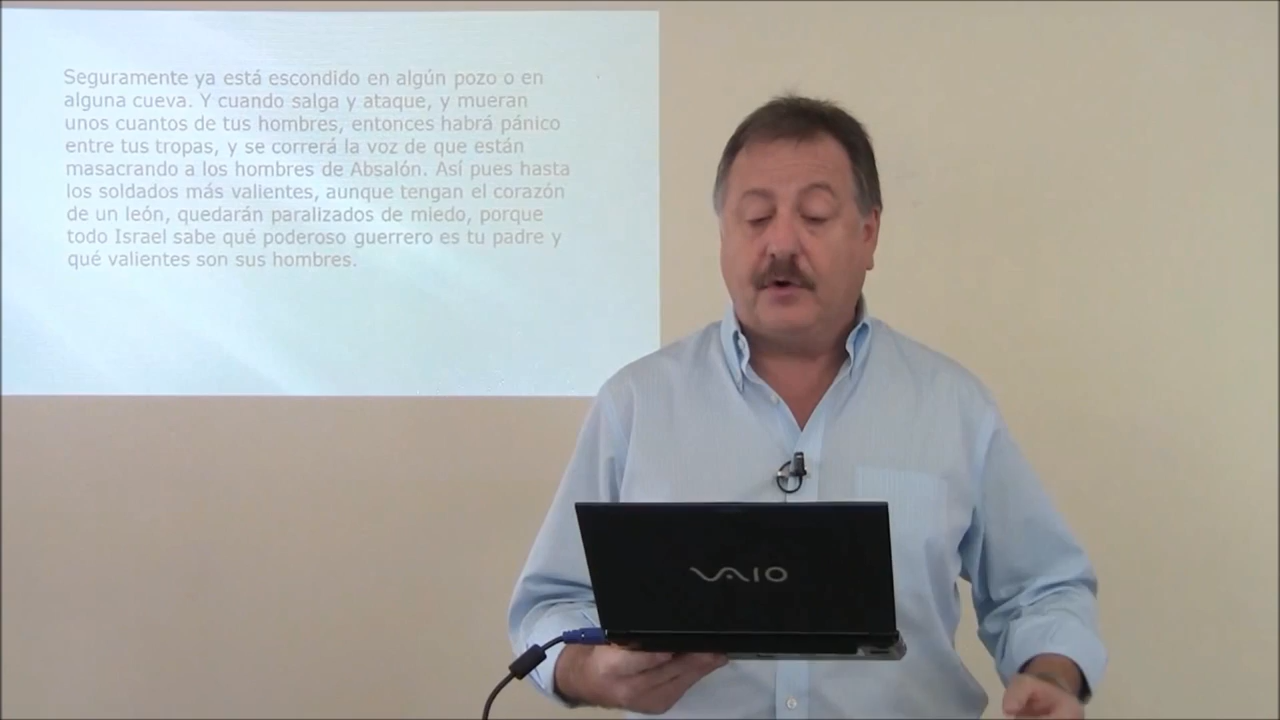 Seguramente ya está escondido en algún pozo o en
alguna cueva. Y cuando salga y ataque, y mueran
unos cuantos de tus hombres, entonces habrá pánico
entre tus tropas, y se correrá la voz de que están
masacrando a los hombres de Absalón. Así pues hasta
los soldados más valientes, aunque tengan el corazón
de un león, quedarán paralizados de miedo, porque
todo Israel sabe qué poderoso guerrero es tu padre y
qué valientes son sus hombres.
VAIO